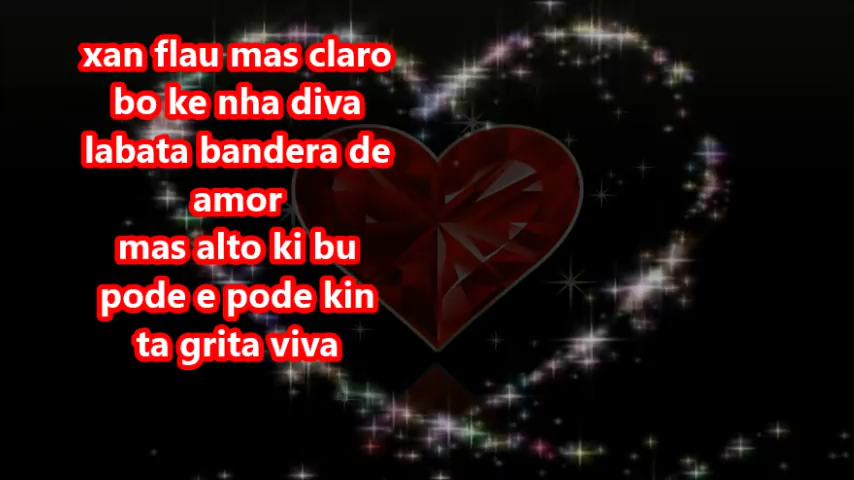 xan flau mas claro
bo ke nha diva
labata bandera de
amor
mas alto ki bu
pode e pode kin
ta grita viva